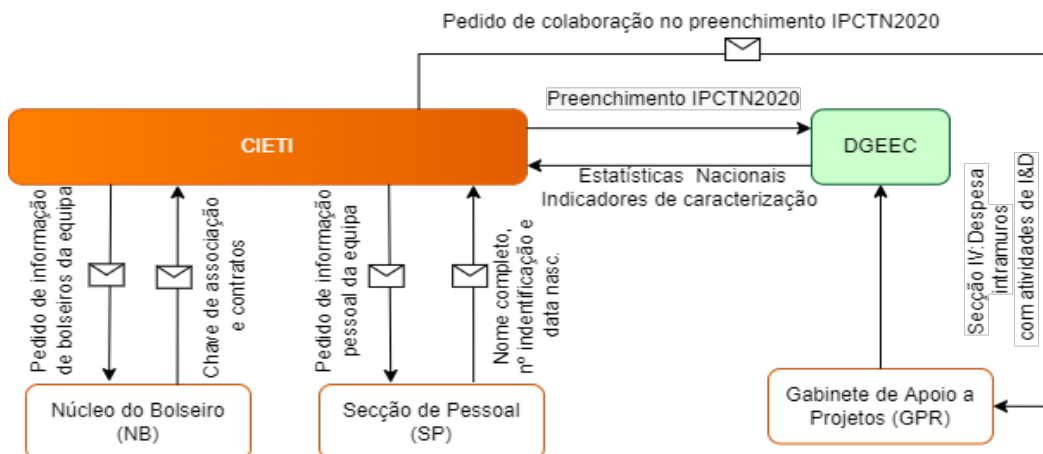 Pedido de colaboração no preenchimento IPCTN2020
Preenchimento IPCTN2020
CIETI
DGEEC
Estatísticas Nacionais
Indicadores de caracterização
Pedido de informação
de bolseiros da equipa
Chave de associação
e contratos
Pedido de informação
pessoal da equipa
Nome completo,
nº indentificação e
data nasc.
Secção IV: Despesa
intramuros
com atividades de I&D
Núcleo do Bolseiro
(NB)
Secção de Pessoal
(SP)
Gabinete de Apoio a
Projetos (GPR)